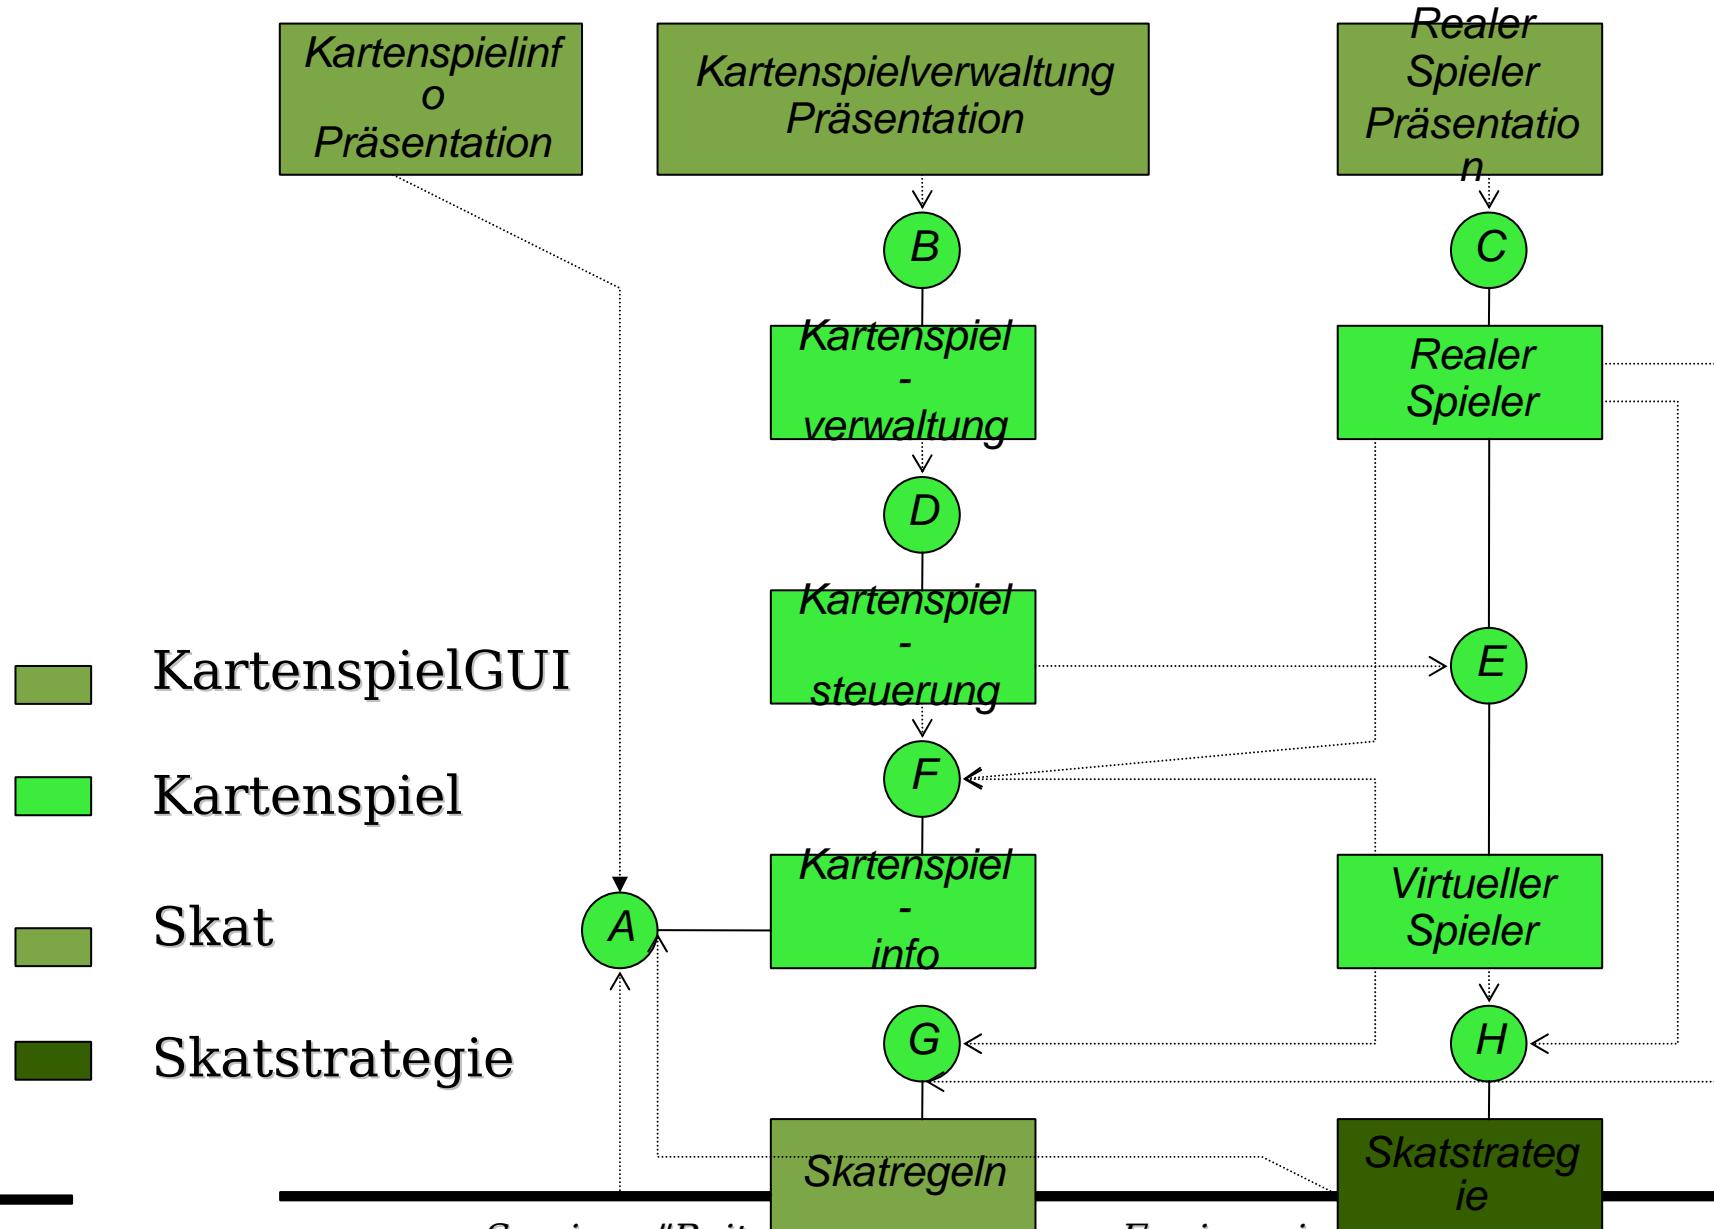 Kartenspielinf
o
Präsentation
Kartenspielverwaltung
Präsentation
Realer
Spieler
Präsentatio
n
B
C
Kartenspiel
-
verwaltung
Realer
Spieler
D
Kartenspiel
-
steuerung
E
KartenspielGUI
F
Kartenspiel
Kartenspiel
-
info
Virtueller
Spieler
A
Skat
G
H
Skatstrategie
Skatregeln
Skatstrateg
ie